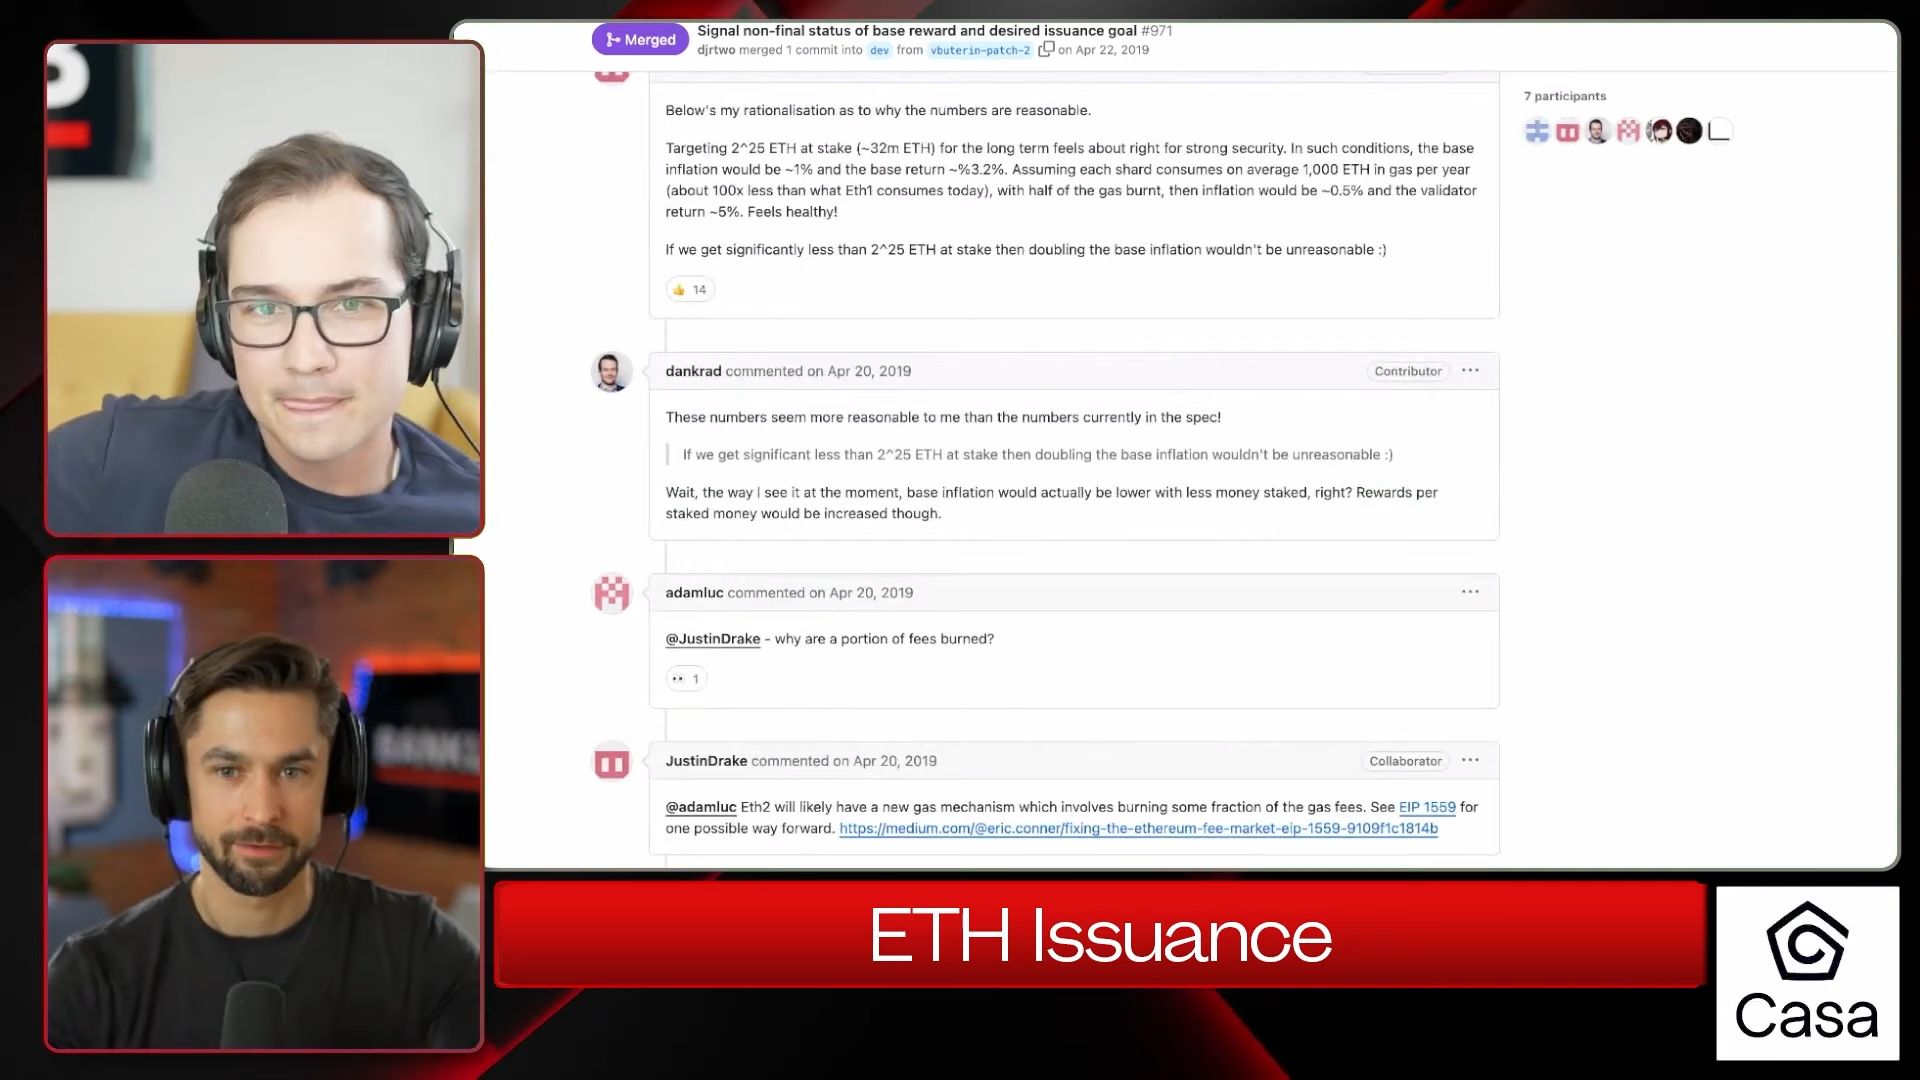 Merged
Signal non-final status of base reward and desired issuance goal #971
djrtwo merged 1 commit into dev from vbuterin-patch-2 on Apr 22, 2019
Below's my rationalisation as to why the numbers are reasonable.
Targeting 2^25 ETH at stake (~32m ETH) for the long term feels about right for strong security. In such conditions, the base
inflation would be ~1% and the base return ~%3.2%. Assuming each shard consumes on average 1,000 ETH in gas per year
(about 100x less than what Eth1 consumes today), with half of the gas burnt, then inflation would be ~0.5% and the validator
return ~5%. Feels healthy!
If we get significantly less than 2^25 ETH at stake then doubling the base inflation wouldn't be unreasonable :)
14
7 participants
dankrad commented on Apr 20, 2019
Contributor
These numbers seem more reasonable to me than the numbers currently in the spec!
If we get significant less than 2^25 ETH at stake then doubling the base inflation wouldn't be unreasonable :)
Wait, the way I see it at the moment, base inflation would actually be lower with less money staked, right? Rewards per
staked money would be increased though.
adamluc commented on Apr 20, 2019
@JustinDrake - why are a portion of fees burned?
1
JustinDrake commented on Apr 20, 2019
Collaborator
@adamluc Eth2 will likely have a new gas mechanism which involves burning some fraction of the gas fees. See EIP 1559 for
one possible way forward. https://medium.com/@eric.conner/fixing-the-ethereum-fee-market-eip-1559-9109f1c1814b
ETH Issuance
Casa